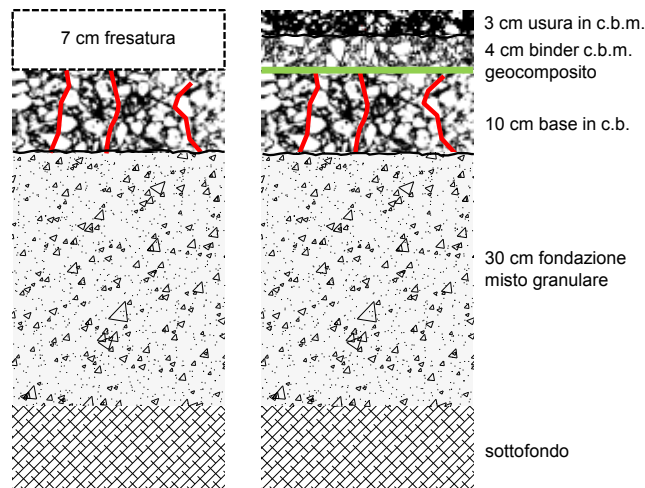 7 cm fresatura
3 cm usura in c.b.m.
4 cm binder c.b.m.
geocomposito
10 cm base in c.b.
30 cm fondazione
misto granulare
sottofondo